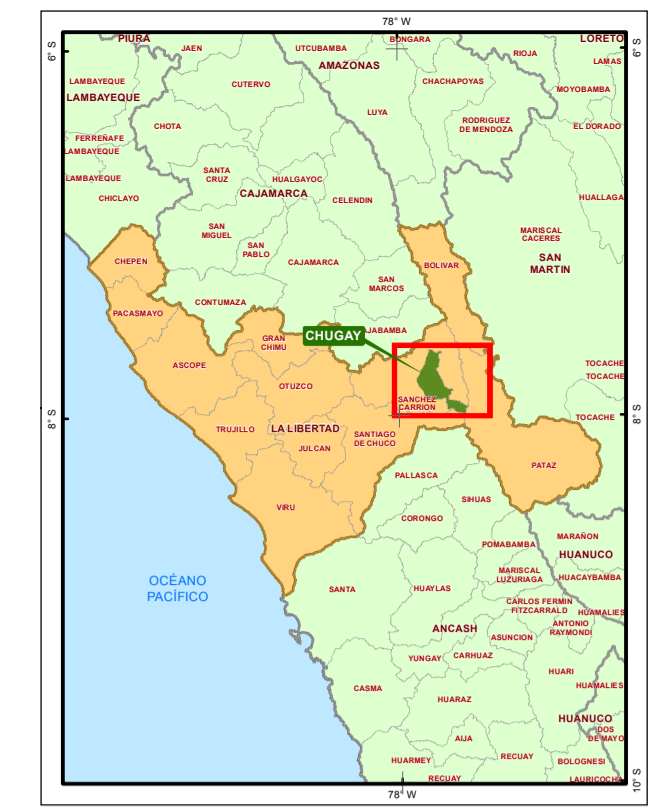 78° W
6° S
6° S
PIURA
JAEN
UTCUBAMBA
BONGARA
LORETO
RIOJA
LAMAS
AMAZONAS
LAMBAYEQUE
CUTERVO
CHACHAPOYAS
MOYOBAMBA
LAMBAYEQUE
LUYA
CHOTA
RODRIGUEZ
DE MENDOZA
EL DORADO
FERREÑAFE
LAMBAYEQUE
SANTA
CRUZ
HUALGAYOC
LAMBAYEQUE
CAJAMARCA
CELENDIN
CHICLAYO
HUALLAGA
SAN
MIGUEL
MARISCAL
CACERES
SAN
PABLO
SAN
MARTIN
CHEPEN
CAJAMARCA
BOLIVAR
SAN
MARCOS
CONTUMAZA
PACASMAYO
JABAMBA
CHUGAY
GRAN
CHIMU
ASCOPE
TOCACHE
TOCACHE
OTUZCO
SANCHEZ
CARRION
8° S
8° S
TOCACHE
TRUJILLO
LA LIBERTAD
SANTIAGO
DE CHUCO
JULCAN
PATAZ
PALLASCA
SIHUAS
VIRU
CORONGO
MARAÑON
POMABAMBA
HUANUCO
OCÉANO
PACÍFICO
MARISCAL
LUZURIAGA
HUACAYBAMBA
SANTA
HUAYLAS
CARLOS FERMIN
FITZCARRALD
HUAMALIES
ANCASH
ANTONIO
RAYMONDI
ASUNCION
YUNGAY
CARHUAZ
HUARI
CASMA
HUAMALIES
HUARAZ
HUANUCO
DOS
DE MAYO
AIJA
HUARMEY
RECUAY
BOLOGNESI
RECUAY
LAURICOCHA
10° S
78° W